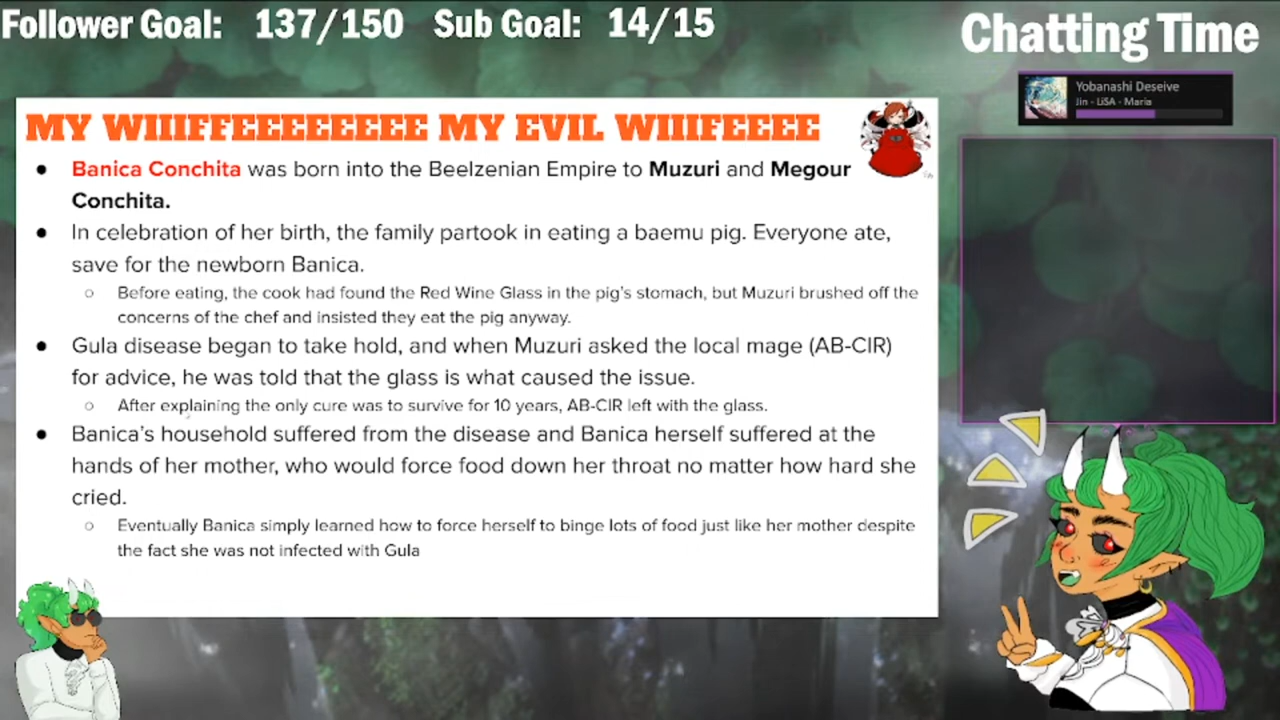 Follower Goal: 137/150 Sub Goal: 14/15
Chatting Time
Yobanashi Deseive
Jin - LiSA - Maria
MY WIIIFFEEEEEEEE MY EVIL WIIIFEEEE
● Banica Conchita was born into the Beelzenian Empire to Muzuri and Megour
Conchita.
● In celebration of her birth, the family partook in eating a baemu pig. Everyone ate,
save for the newborn Banica.
○ Before eating, the cook had found the Red Wine Glass in the pig's stomach, but Muzuri brushed off the
concerns of the chef and insisted they eat the pig anyway.
● Gula disease began to take hold, and when Muzuri asked the local mage (AB-CIR)
for advice, he was told that the glass is what caused the issue.
○ After explaining the only cure was to survive for 10 years, AB-CIR left with the glass.
● Banica's household suffered from the disease and Banica herself suffered at the
hands of her mother, who would force food down her throat no matter how hard she
cried.
○ Eventually Banica simply learned how to force herself to binge lots of food just like her mother despite
the fact she was not infected with Gula